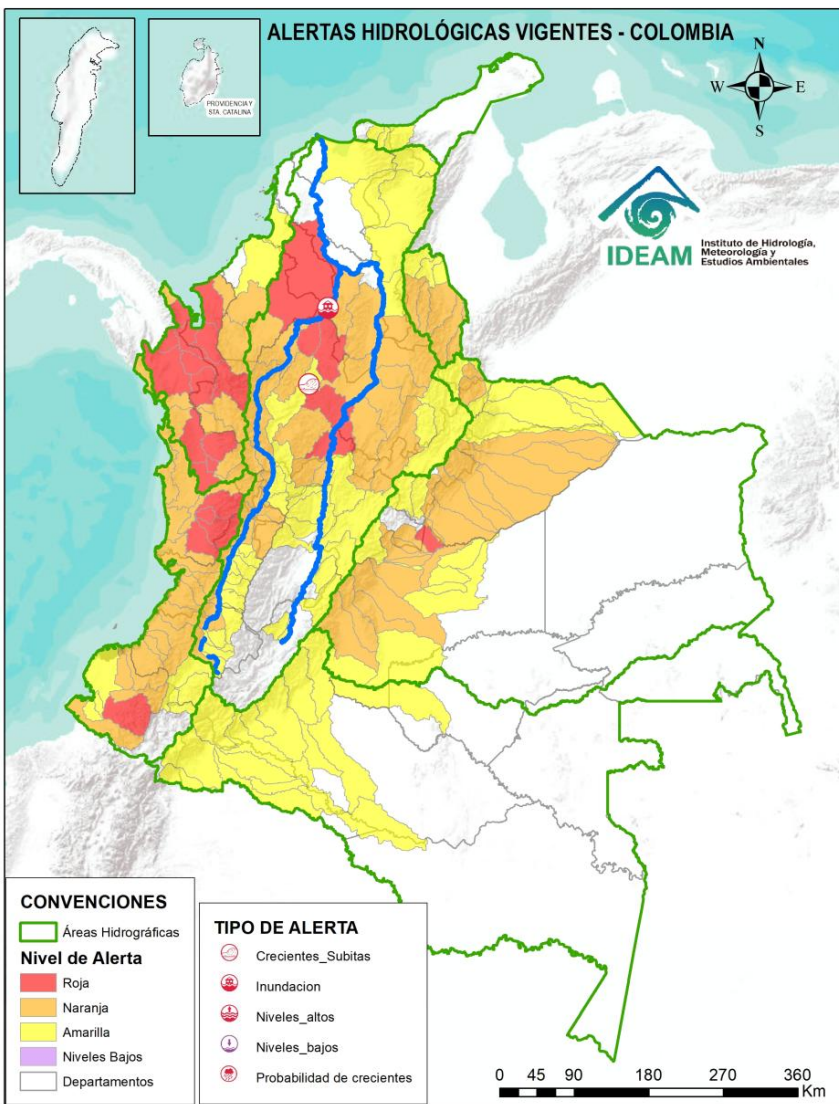 ALERTAS HIDROLÓGICAS VIGENTES - COLOMBIA
PROVIDENCIA Y
STA. CATALINA
N
W
E
S
IDEAM
Instituto de Hidrología,
Meteorología y
Estudios Ambientales
CONVENCIONES
Áreas Hidrográficas
Nivel de Alerta
Roja
Naranja
Amarilla
Niveles Bajos
Departamentos
TIPO DE ALERTA
Crecientes_Subitas
Inundacion
Niveles_altos
Niveles_bajos
Probabilidad de crecientes
0 45 90 180 270 360
Km